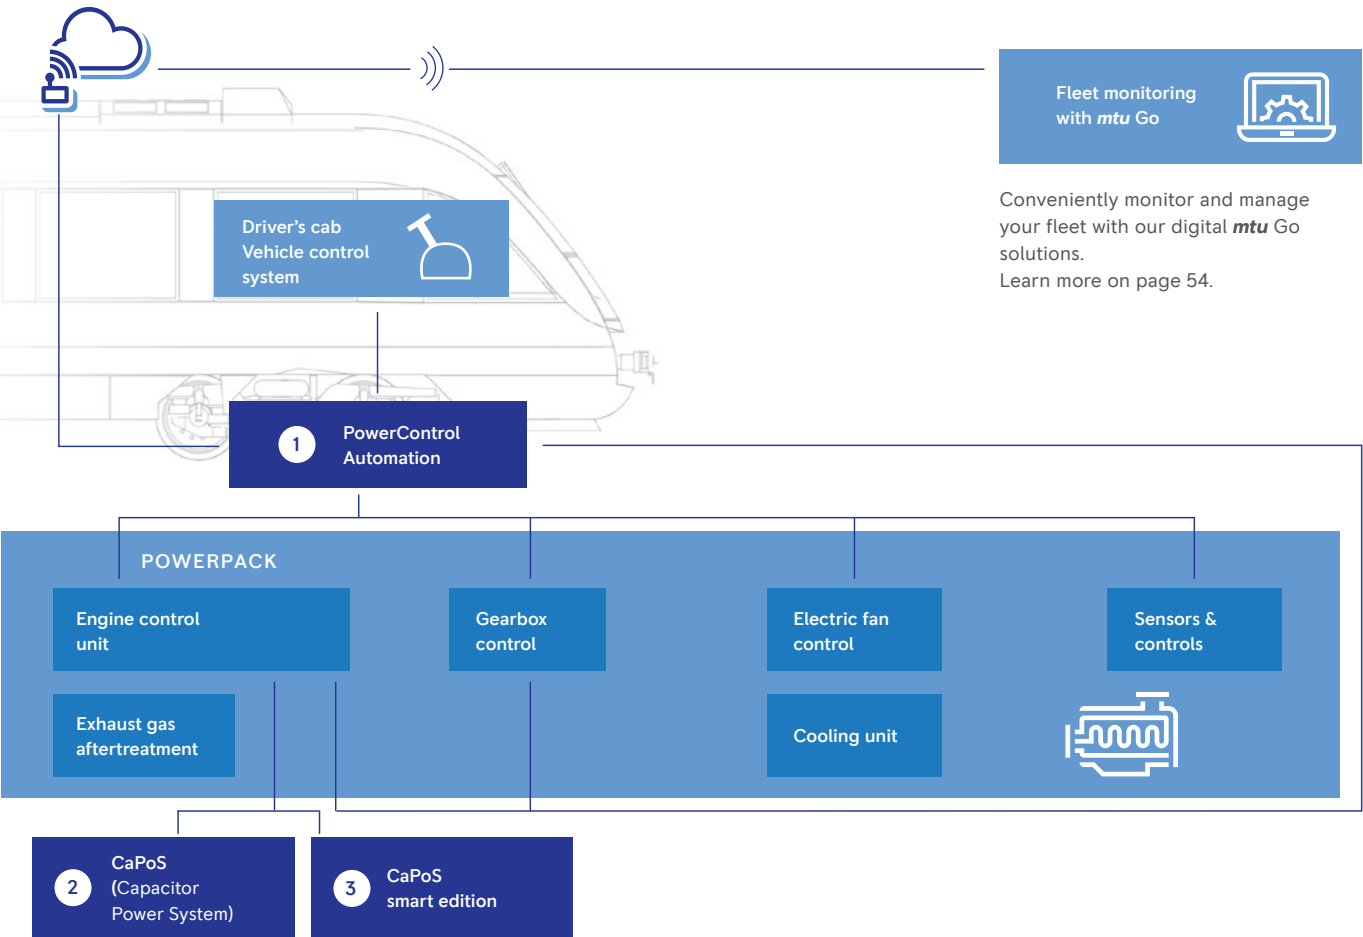 Fleet monitoring
with mtu Go
Conveniently monitor and manage
your fleet with our digital mtu Go
solutions.
Learn more on page 54.
Driver's cab
Vehicle control
system
1
PowerControl
Automation
POWERPACK
Engine control
unit
Gearbox
control
Electric fan
control
Sensors &
controls
Exhaust gas
aftertreatment
Cooling unit
2
CaPoS
(Capacitor
Power System)
3
CaPoS
smart edition